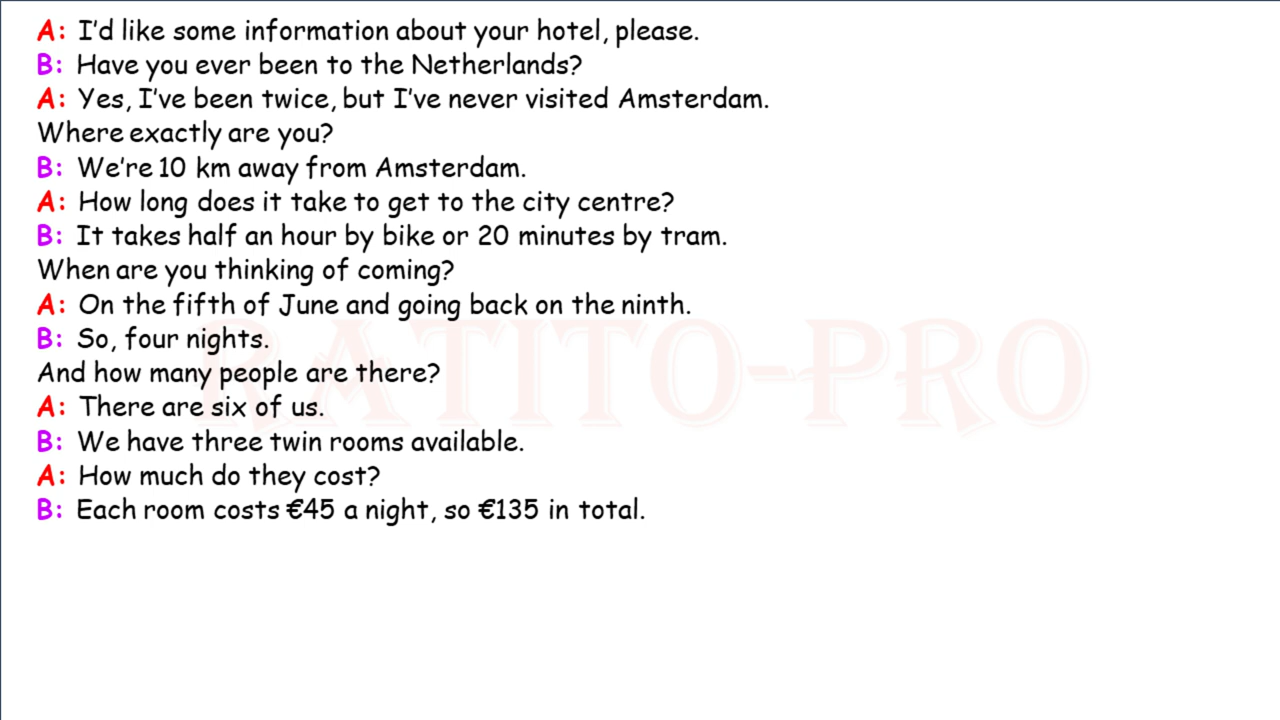 A: I'd like some information about your hotel, please.
B: Have you ever been to the Netherlands?
A: Yes, I've been twice, but I've never visited Amsterdam.
Where exactly are you?
B: We're 10 km away from Amsterdam.
A: How long does it take to get to the city centre?
B: It takes half an hour by bike or 20 minutes by tram.
When are you thinking of coming?
A: On the fifth of June and going back on the ninth.
B: So, four nights.
And how many people are there?
A: There are six of us.
B: We have three twin rooms available.
A: How much do they cost?
B: Each room costs €45 a night, so €135 in total.
RATITO-PRO